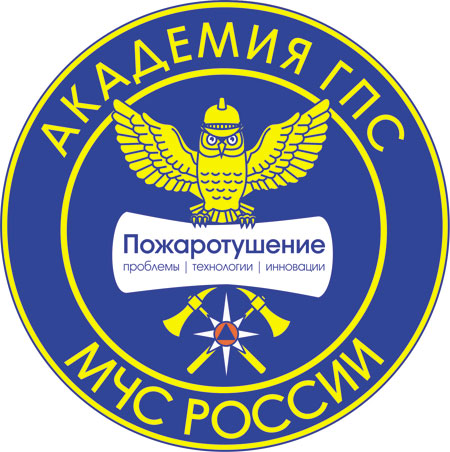 АКАДЕМИЯ ГПС
Пожаротушение
проблемы | технологии | инновации
МЧС РОССИИ